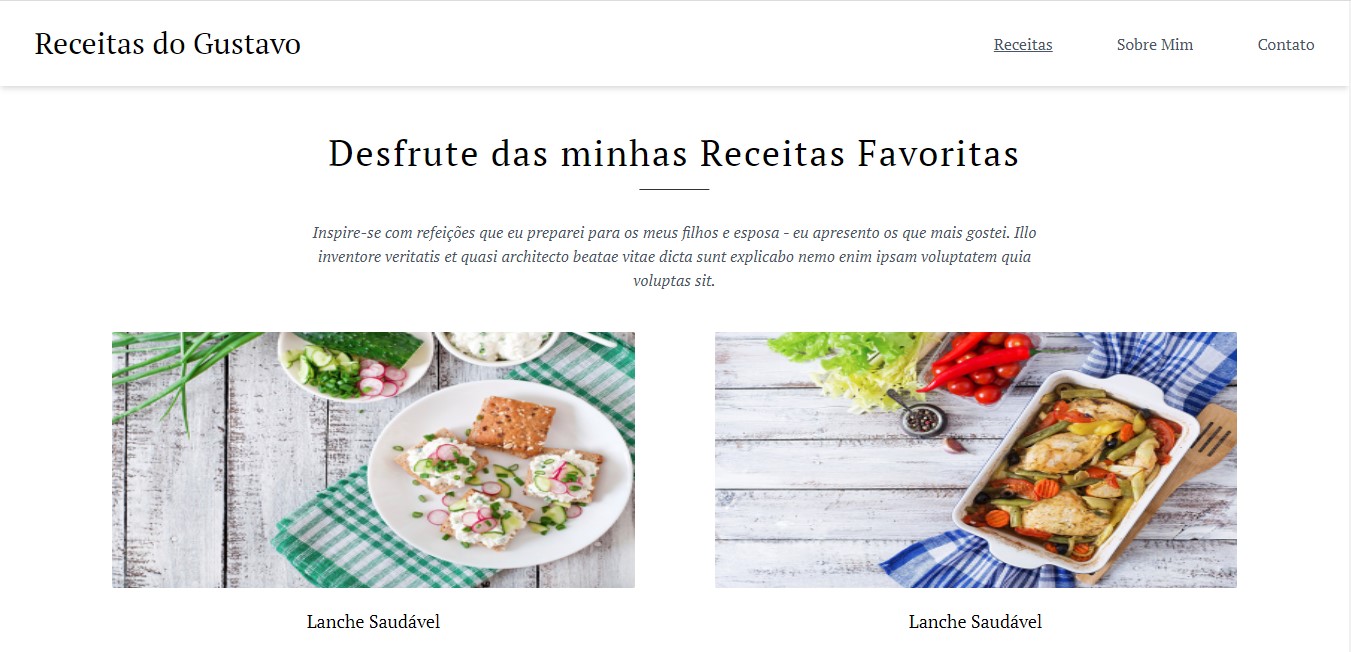 Receitas do Gustavo
Receitas
Sobre Mim
Contato
Desfrute das minhas Receitas Favoritas
Inspire-se com refeições que eu preparei para os meus filhos e esposa - eu apresento os que mais gostei. Illo
inventore veritatis et quasi architecto beatae vitae dicta sunt explicabo nemo enim ipsam voluptatem quia
voluptas sit.
Lanche Saudável
Lanche Saudável